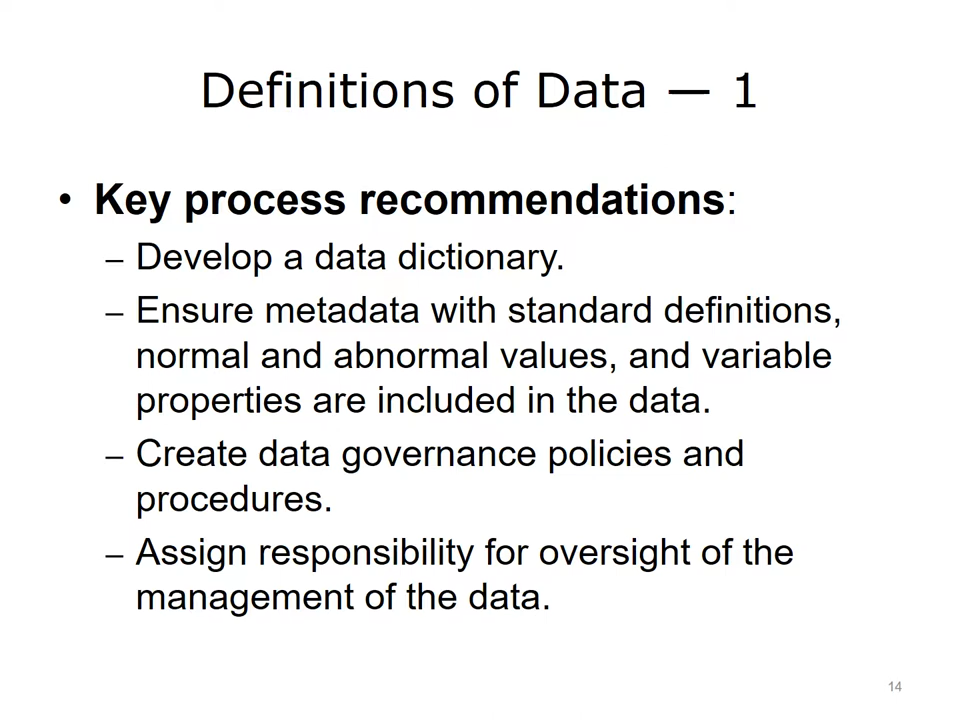 Definitions of Data — 1
• Key process recommendations:
– Develop a data dictionary.
– Ensure metadata with standard definitions,
normal and abnormal values, and variable
properties are included in the data.
– Create data governance policies and
procedures.
– Assign responsibility for oversight of the
management of the data.
14